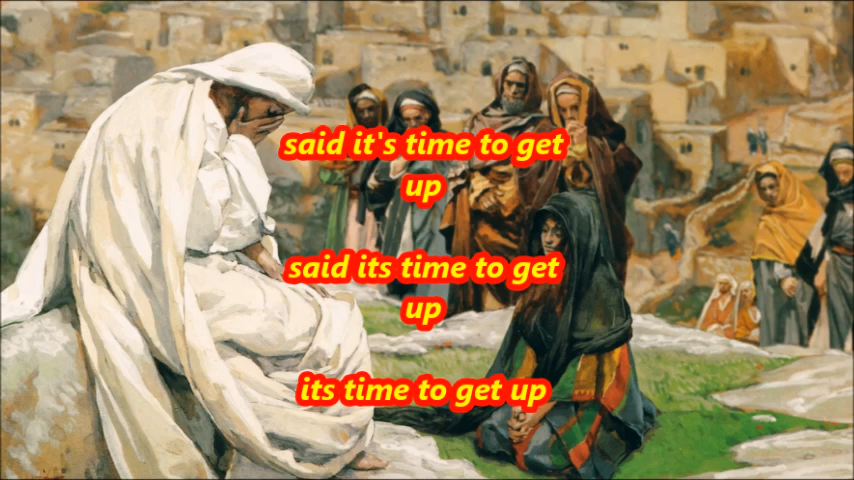 said it's time to get
up
said its time to get
up
its time to get up